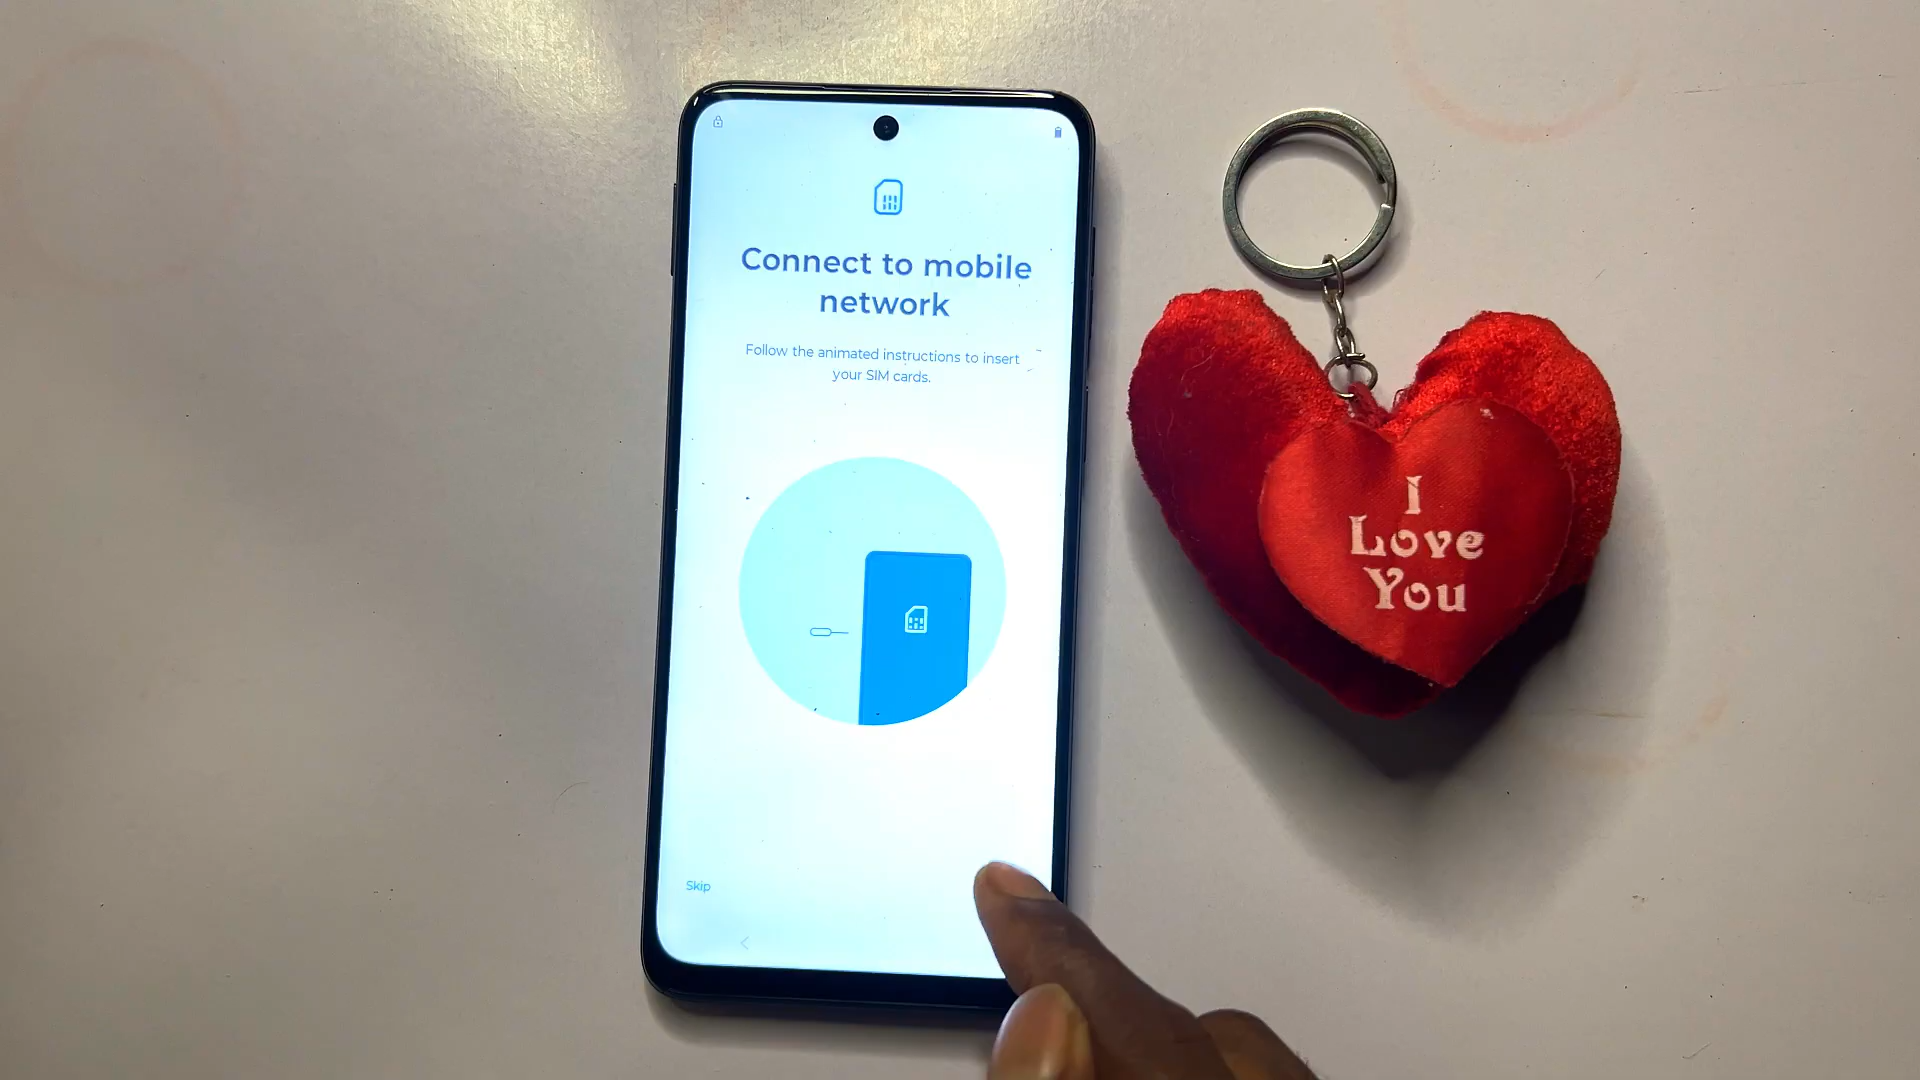 Connect to mobile
network
Follow the animated instructions to insert
your SIM cards.
Skip
I
Love
You